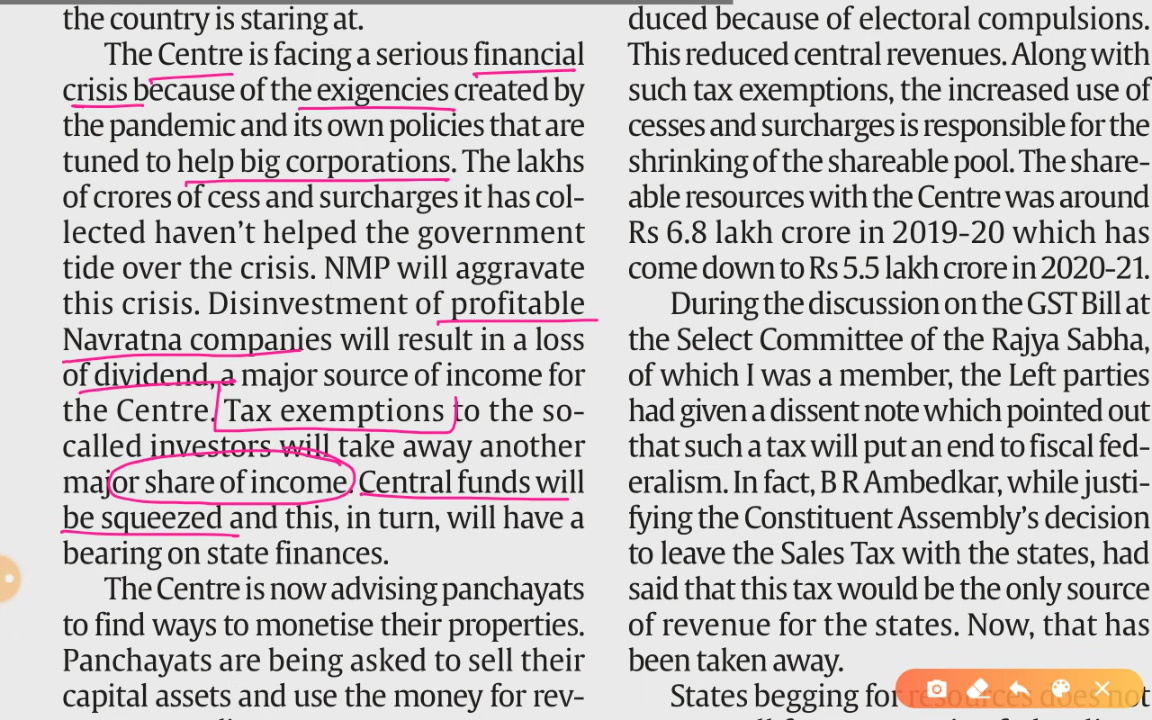 the country is staring at.
The Centre is facing a serious financial
crisis because of the exigencies created by
the pandemic and its own policies that are
tuned to help big corporations. The lakhs
of crores of cess and surcharges it has col-
lected haven’t helped the government
tide over the crisis. NMP will aggravate
this crisis. Disinvestment of profitable
Navratna companies will result in a loss
of dividend, a major source of income for
the Centre. Tax exemptions to the so-
called investors will take away another
major share of income. Central funds will
be squeezed and this, in turn, will have a
bearing on state finances.
The Centre is now advising panchayats
to find ways to monetise their properties.
Panchayats are being asked to sell their
capital assets and use the money for rev-
duced because of electoral compulsions.
This reduced central revenues. Along with
such tax exemptions, the increased use of
cesses and surcharges is responsible for the
shrinking of the shareable pool. The share-
able resources with the Centre was around
Rs 6.8 lakh crore in 2019-20 which has
come down to Rs 5.5 lakh crore in 2020-21.
During the discussion on the GST Bill at
the Select Committee of the Rajya Sabha,
of which I was a member, the Left parties
had given a dissent note which pointed out
that such a tax will put an end to fiscal fed-
eralism. In fact, B R Ambedkar, while justi-
fying the Constituent Assembly’s decision
to leave the Sales Tax with the states, had
said that this tax would be the only source
of revenue for the states. Now, that has
been taken away.
States begging for resources does not